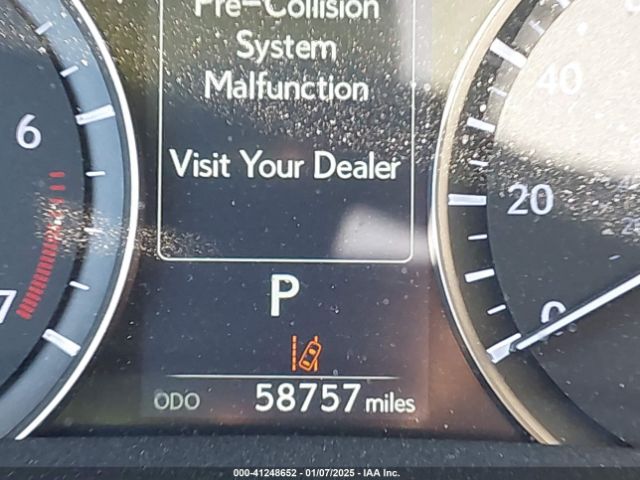 Pre-Collision
System
Malfunction
Visit Your Dealer
6
7
40
20
0
P
ODO 58757 miles
000-41248652 - 01/07/2025 - IAA Inc.